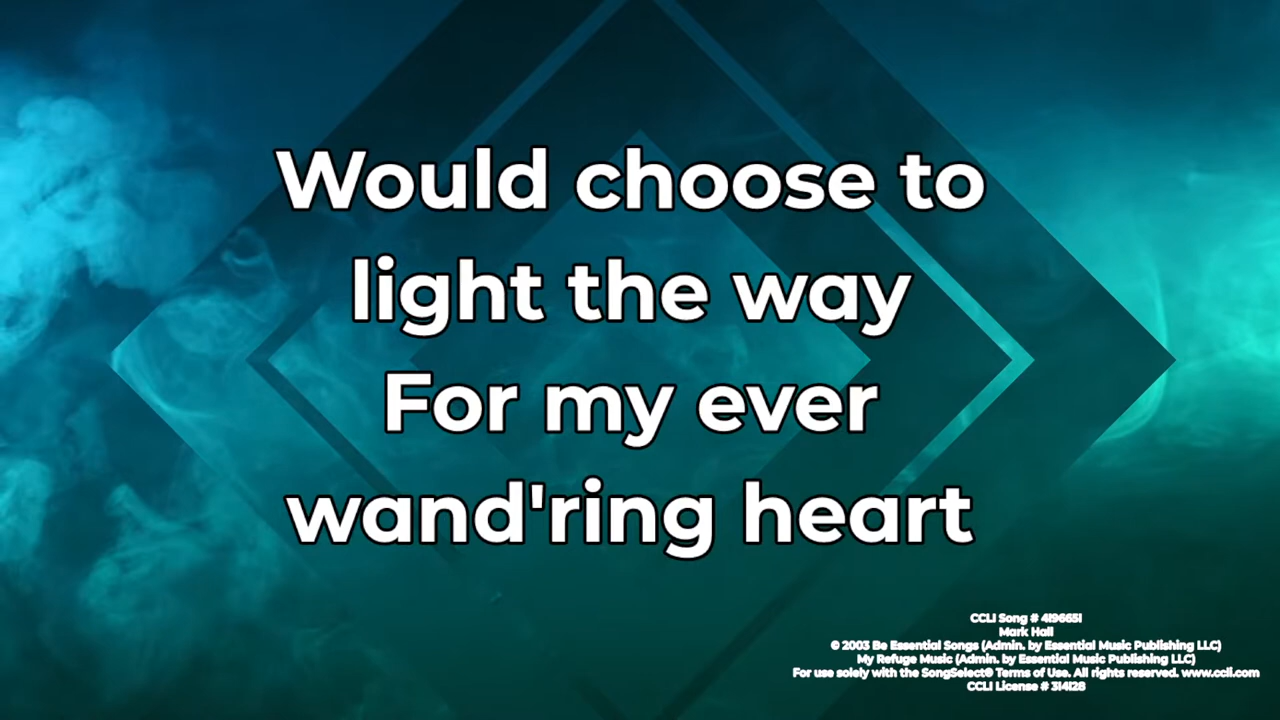 Would choose to
light the way
For my ever
wand'ring heart
CCLI Song # 4196651
Mark Hall
© 2003 Be Essential Songs (Admin. by Essential Music Publishing LLC)
My Refuge Music (Admin. by Essential Music Publishing LLC)
For use solely with the SongSelect® Terms of Use. All rights reserved. www.ccli.com
CCLI License # 314128